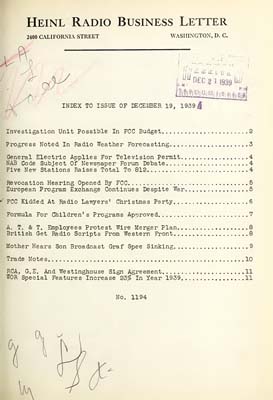 HEINL RADIO BUSINESS LETTER
2400 CALIFORNIA STREET WASHINGTON, D. C.
DEC 21 1939
INDEX TO ISSUE OF DECEMBER 19, 1939
Investigation Unit Possible In FCC Budget.....2
Progress Noted In Radio Weather Forecasting.....3
General Electric Applies For Television Permit.....4
NAB Code Subject Of Newspaper Forum Debate.....4
Five New Stations Raises Total To 812.....4
Revocation Hearing Opened By FCC.....5
European Program Exchange Continues Despite War.....5
FCC Kidded At Radio Lawyers' Christmas Party.....6
Formula For Children's Programs Approved.....7
A. T. & T. Employees Protest Wire Merger Plan.....8
British Get Radio Scripts From Western Front.....8
Mother Hears Son Broadcast Graf Spee Sinking.....9
Trade Notes.....10
RCA, G.E. And Westinghouse Sign Agreement.....11
WOR Special Features Increase 23% In Year 1939.....11
No. 1194